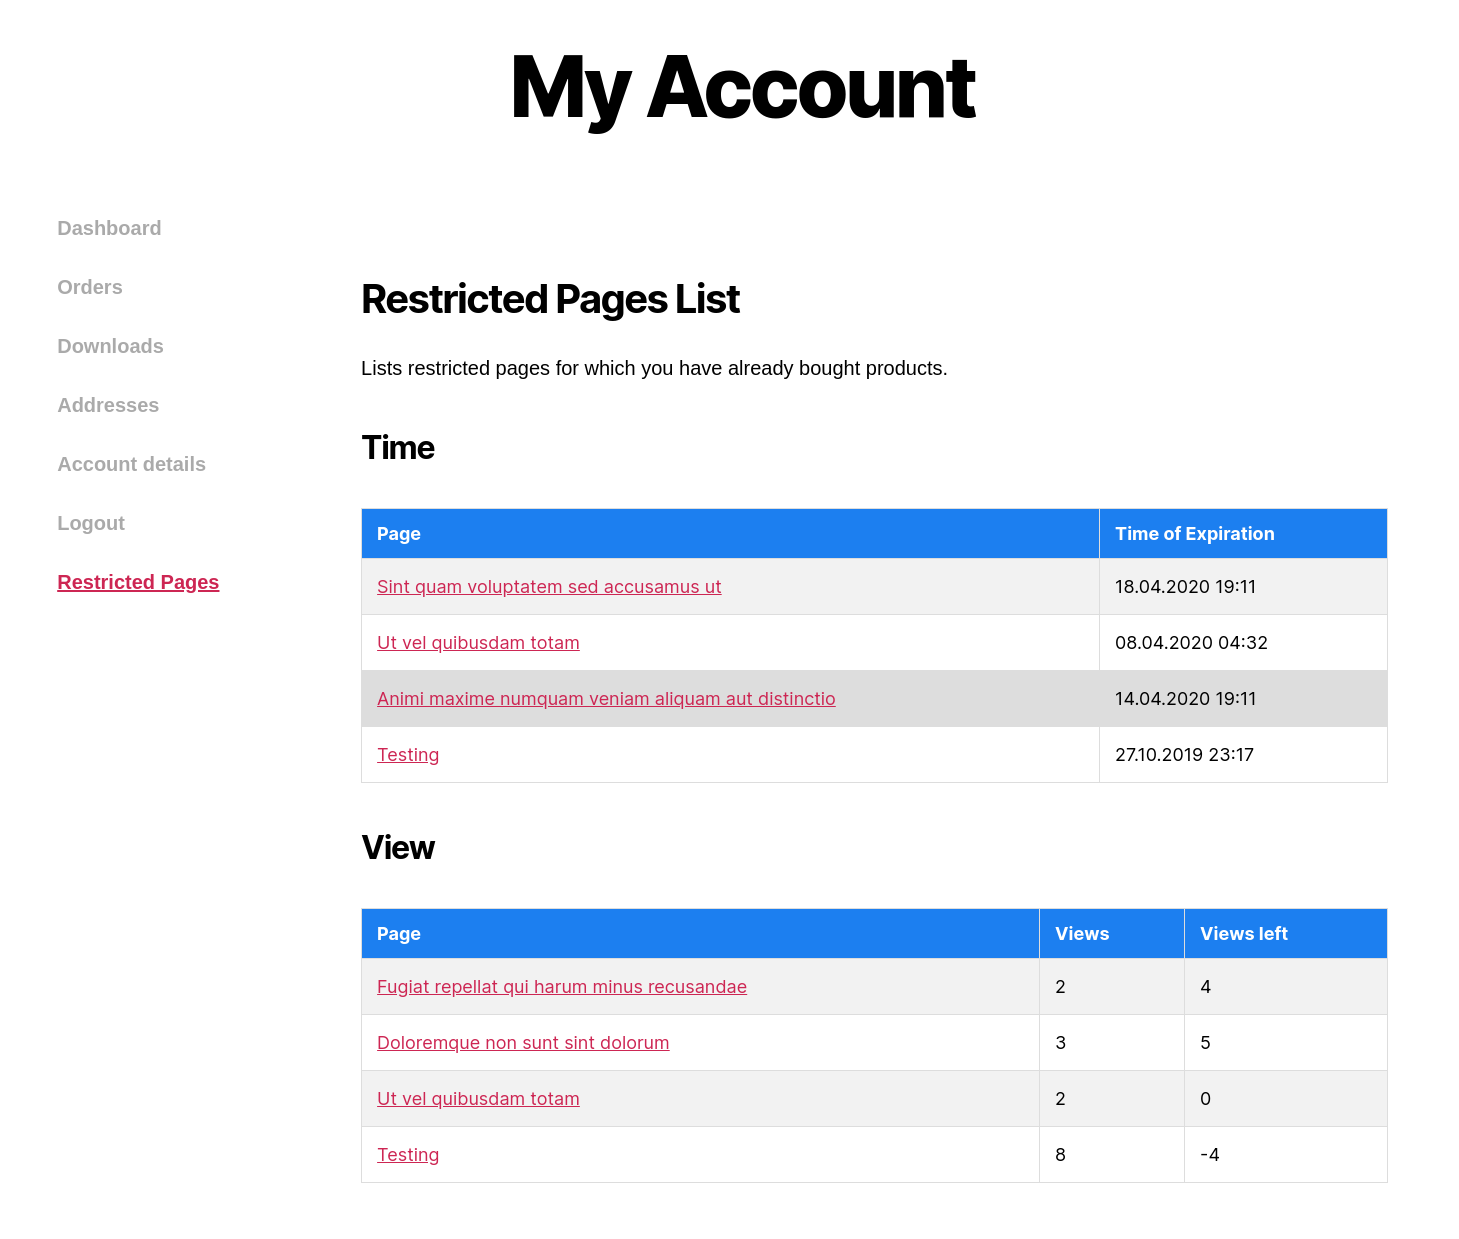 My Account
Dashboard
Orders
Downloads
Addresses
Account details
Logout
Restricted Pages
Restricted Pages List
Lists restricted pages for which you have already bought products.
Time
Page Time of Expiration
Sint quam voluptatem sed accusamus ut 18.04.2020 19:11
Ut vel quibusdam totam 08.04.2020 04:32
Animi maxime numquam veniam aliquam aut distinctio 14.04.2020 19:11
Testing 27.10.2019 23:17
View
Page Views Views left
Fugiat repellat qui harum minus recusandae 2 4
Doloremque non sunt sint dolorum 3 5
Ut vel quibusdam totam 2 0
Testing 8 -4